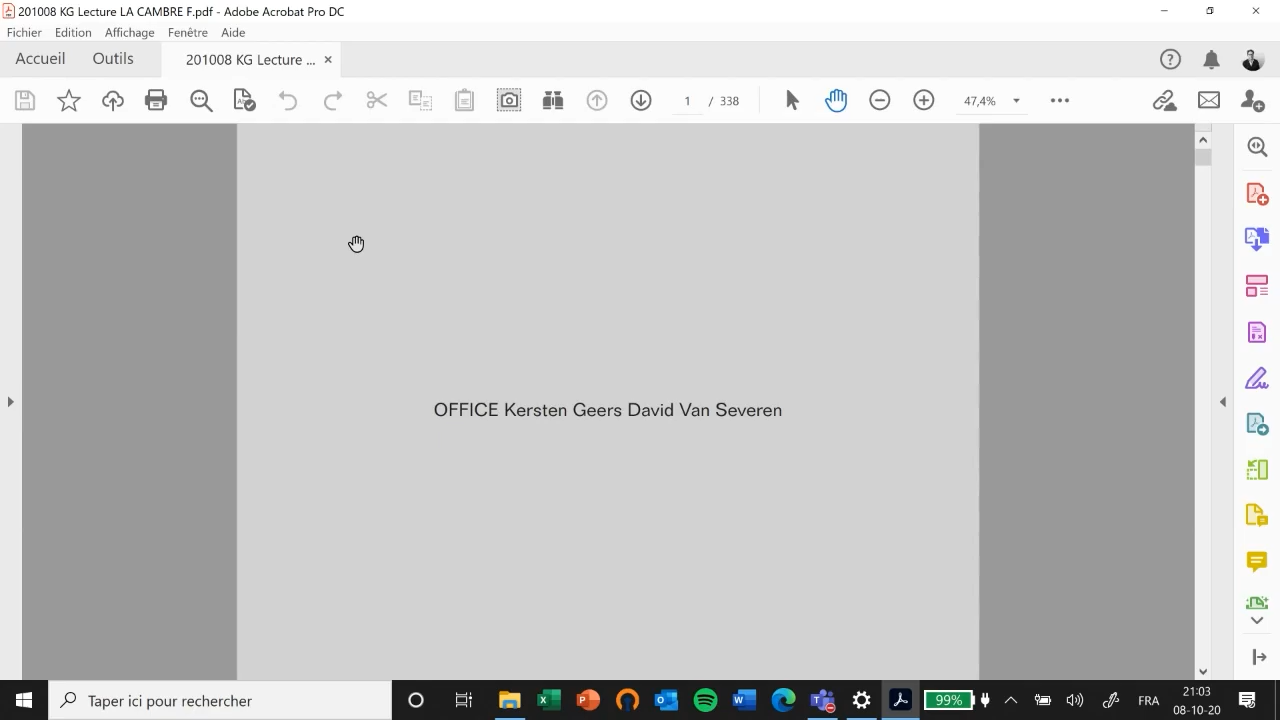 201008 KG Lecture LA CAMBRE F.pdf - Adobe Acrobat Pro DC
Fichier Edition Affichage Fenêtre Aide
Accueil Outils 201008 KG Lecture ... ×
1 / 338 47,4%
OFFICE Kersten Geers David Van Severen
Taper ici pour rechercher 99% FRA 21:03
08-10-20